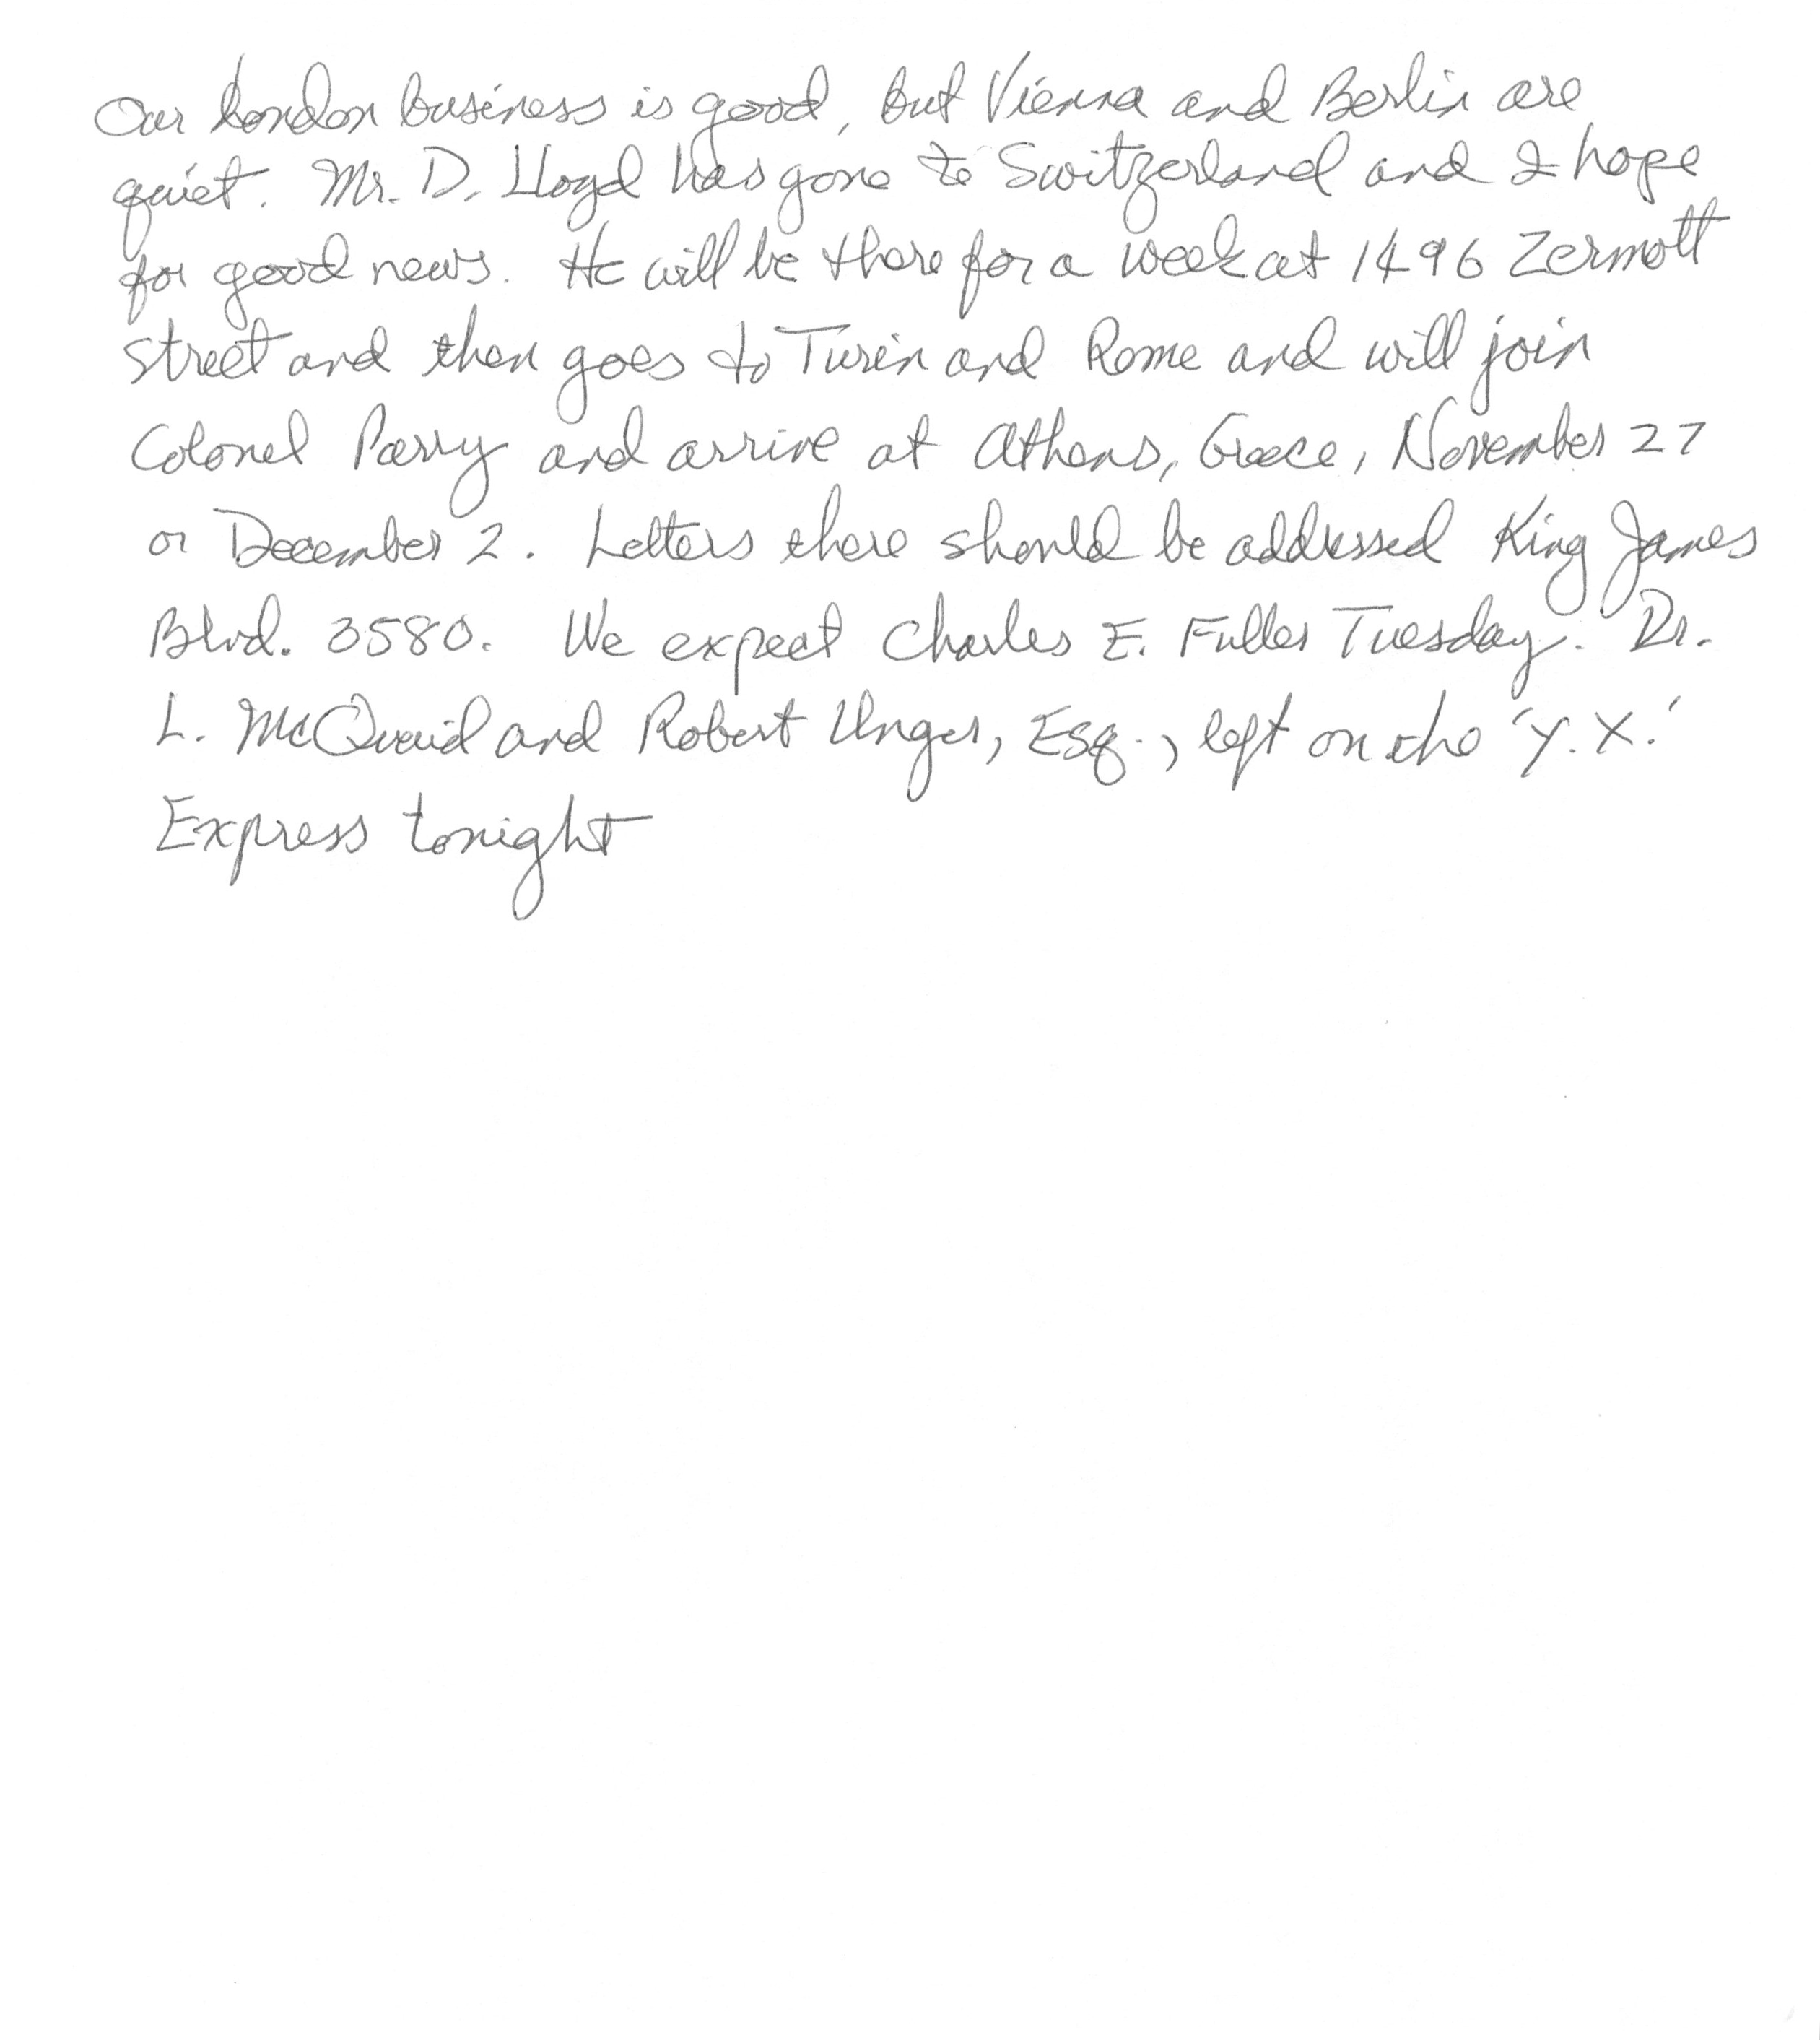 Our London business is good, but Vienna and Berlin are
quiet. Mr. D. Lloyd has gone to Switzerland and I hope
for good news. He will be there for a week at 1496 Zermott
street and then goes to Turin and Rome and will join
Colonel Parry and arrive at Athens, Greece, November 27
or December 2. Letters there should be addressed King James
Blvd. 3580. We expect Charles E. Fuller Tuesday. Dr.
L. McQuaid and Robert Unger, Esq., left on the 'Y.X.'
Express tonight